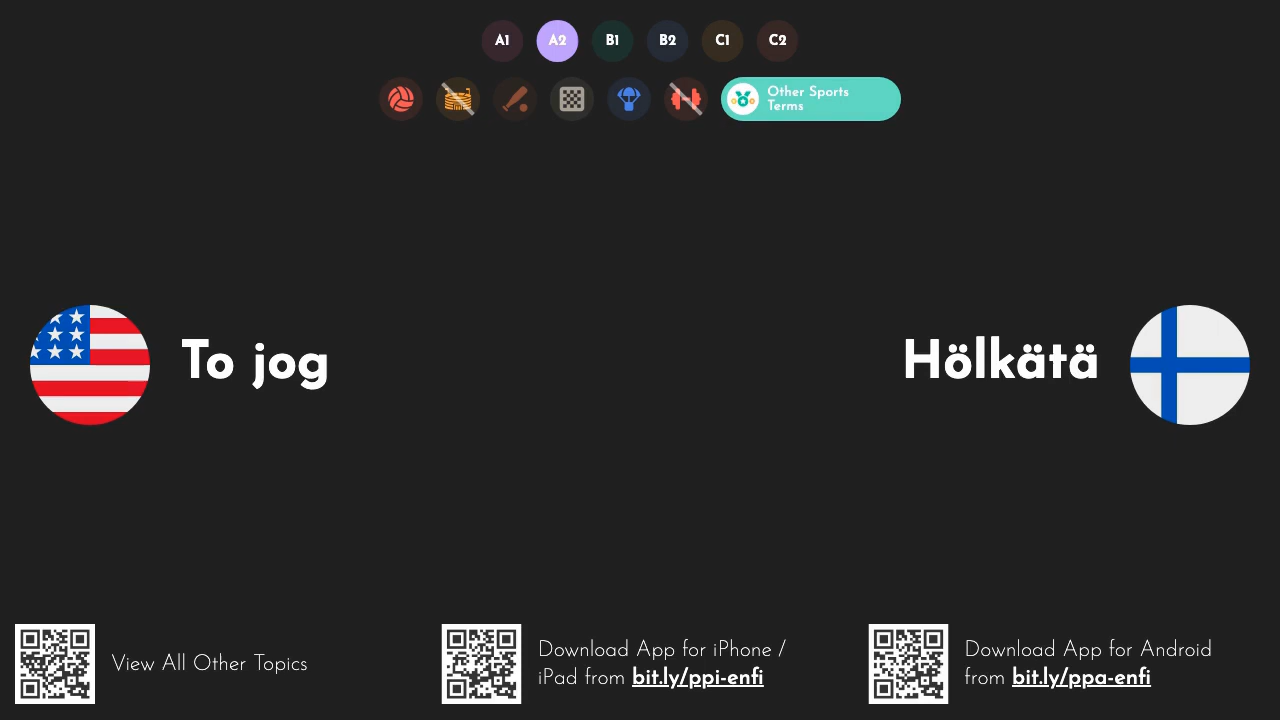 A1 A2 B1 B2 C1 C2
Other Sports
Terms
To jog
Hölkätä
View All Other Topics
Download App for iPhone /
iPad from bit.ly/ppi-enfi
Download App for Android
from bit.ly/ppa-enfi